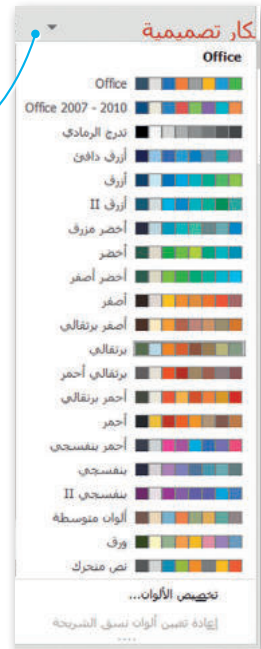 كار تصميمية
Office
Office
Office 2007 - 2010
تدرج الرمادي
أزرق دافئ
أزرق
أزرق II
أخضر مزرق
أخضر
أخضر أصفر
أصفر
أصفر برتقالي
برتقالي
برتقالي أحمر
أحمر برتقالي
أحمر
أحمر بنفسجي
بنفسجي
بنفسجي II
ألوان متوسطة
ورق
نص متحرك
تخصيص الألوان...
إعادة تعيين ألوان نسق الشريحة